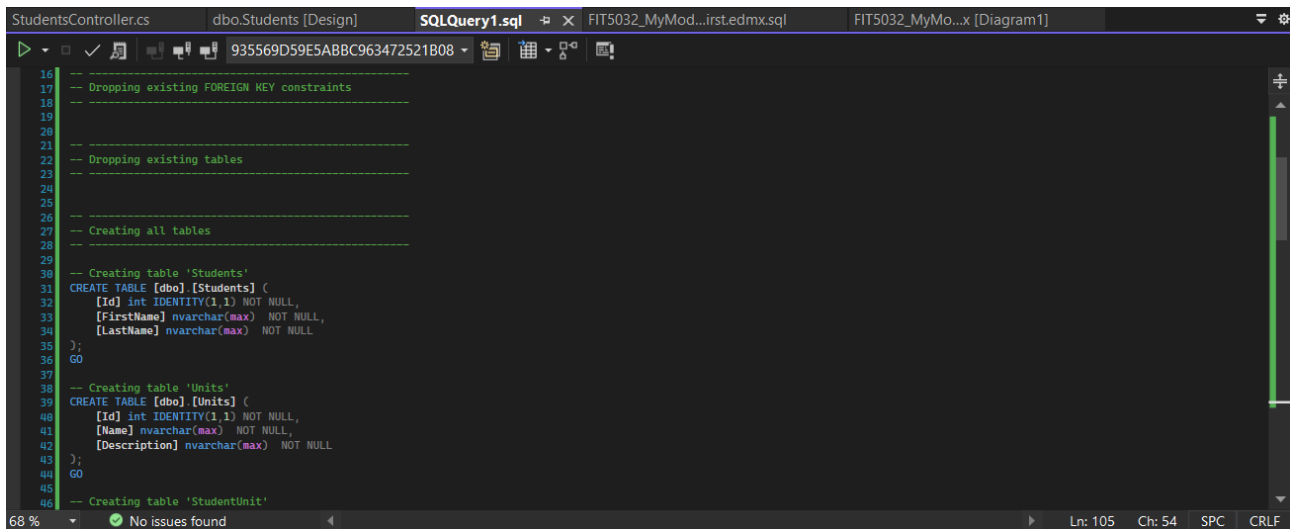 StudentsController.cs dbo.Students [Design] SQLQuery1.sql FIT5032_MyMod...irst.edmx.sql FIT5032_MyMo...x [Diagram1]
935569D59E5ABBC963472521B08
16 -- --------------------------------------------------
17 -- Dropping existing FOREIGN KEY constraints
18 -- --------------------------------------------------
19
20
21 -- --------------------------------------------------
22 -- Dropping existing tables
23 -- --------------------------------------------------
24
25
26 -- --------------------------------------------------
27 -- Creating all tables
28 -- --------------------------------------------------
29
30 -- Creating table 'Students'
31 CREATE TABLE [dbo].[Students] (
32 [Id] int IDENTITY(1,1) NOT NULL,
33 [FirstName] nvarchar(max)  NOT NULL,
34 [LastName] nvarchar(max)  NOT NULL
35 );
36 GO
37
38 -- Creating table 'Units'
39 CREATE TABLE [dbo].[Units] (
40 [Id] int IDENTITY(1,1) NOT NULL,
41 [Name] nvarchar(max)  NOT NULL,
42 [Description] nvarchar(max)  NOT NULL
43 );
44 GO
45
46 -- Creating table 'StudentUnit'
68 % No issues found Ln: 105 Ch: 54 SPC CRLF